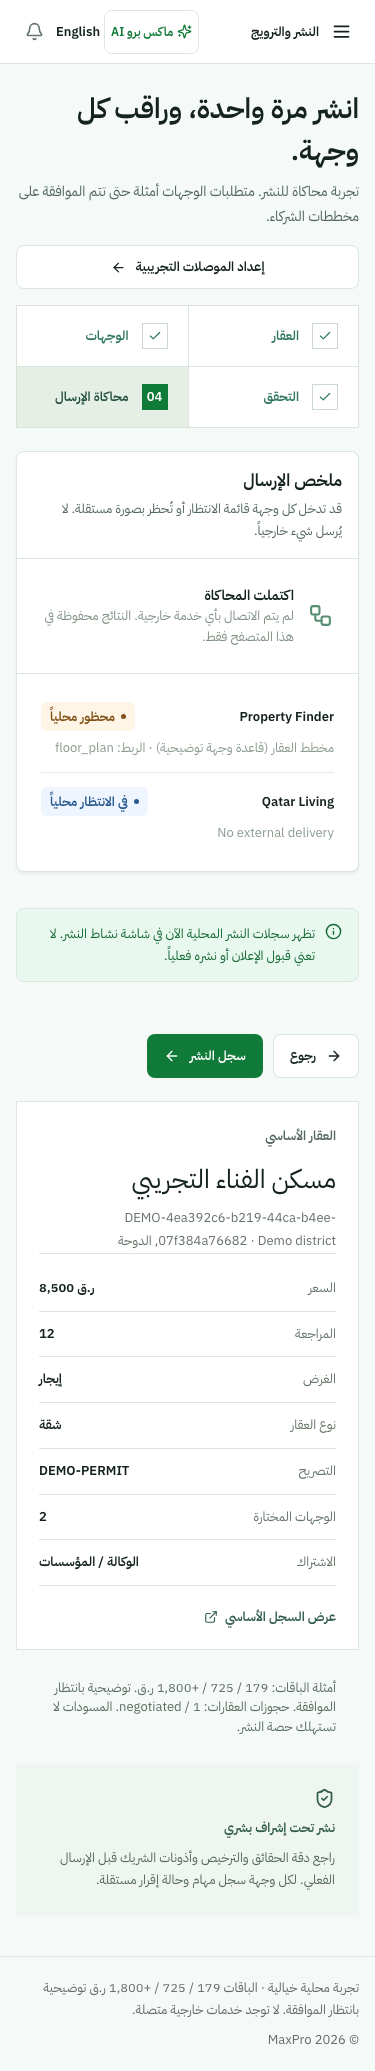 النشر والترويج
ماكس برو AI
English
انشر مرة واحدة، وراقب كل
وجهة.
تجربة محاكاة للنشر. متطلبات الوجهات أمثلة حتى تتم الموافقة على
مخططات الشركاء.
إعداد الموصلات التجريبية
العقار
الوجهات
التحقق
04 محاكاة الإرسال
ملخص الإرسال
قد تدخل كل وجهة قائمة الانتظار أو تُحظر بصورة مستقلة. لا
يُرسل شيء خارجياً.
اكتملت المحاكاة
لم يتم الاتصال بأي خدمة خارجية. النتائج محفوظة في
هذا المتصفح فقط.
Property Finder
محظور محلياً
مخطط العقار (قاعدة وجهة توضيحية) · الربط: floor_plan
Qatar Living
في الانتظار محلياً
No external delivery
تظهر سجلات النشر المحلية الآن في شاشة نشاط النشر. لا
تعني قبول الإعلان أو نشره فعلياً.
رجوع
سجل النشر
العقار الأساسي
مسكن الفناء التجريبي
DEMO-4ea392c6-b219-44ca-b4ee-
07f384a76682 · Demo district, الدوحة
السعر
8,500 ر.ق
المراجعة
12
الغرض
إيجار
نوع العقار
شقة
التصريح
DEMO-PERMIT
الوجهات المختارة
2
الاشتراك
الوكالة / المؤسسات
عرض السجل الأساسي
أمثلة الباقات: 179 / 725 / +1,800 ر.ق. توضيحية بانتظار
الموافقة. حجوزات العقارات: 1 / negotiated. المسودات لا
تستهلك حصة النشر.
نشر تحت إشراف بشري
راجع دقة الحقائق والترخيص وأذونات الشريك قبل الإرسال
الفعلي. لكل وجهة سجل مهام وحالة إقرار مستقلة.
تجربة محلية خيالية · الباقات 179 / 725 / +1,800 ر.ق توضيحية
بانتظار الموافقة. لا توجد خدمات خارجية متصلة.
© 2026 MaxPro